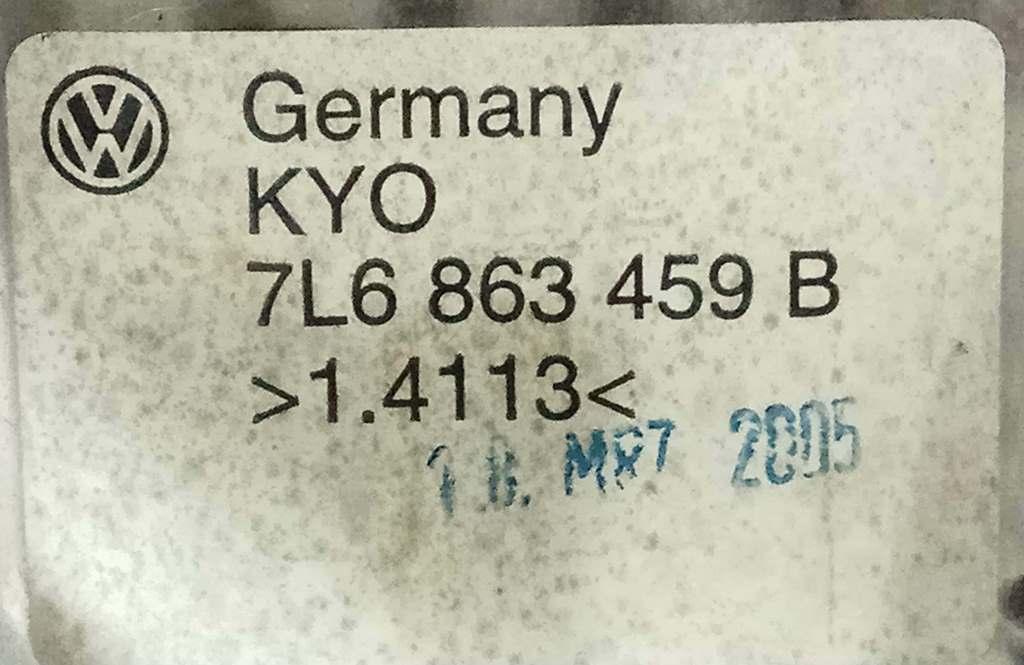 Germany
KYO
7L6 863 459 B
>1.4113<
2005